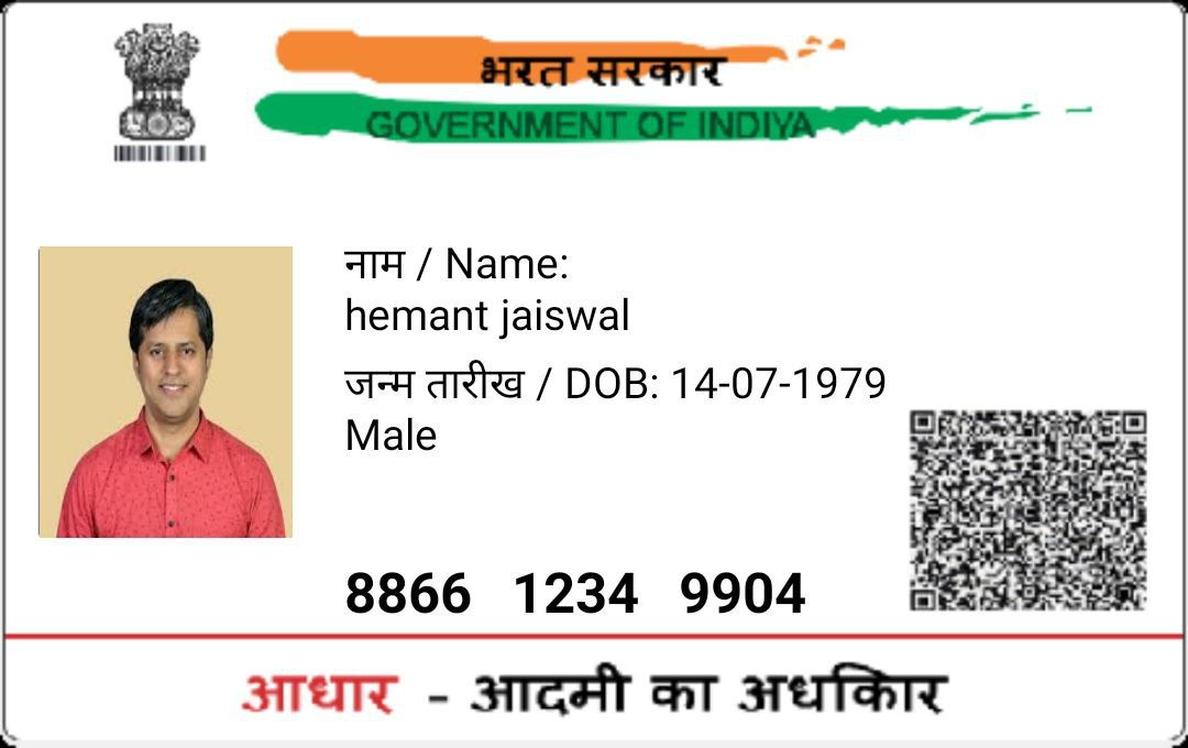 भरत सरकार
GOVERNMENT OF INDIYA
नाम / Name:
hemant jaiswal
जन्म तारीख / DOB: 14-07-1979
Male
8866 1234 9904
आधार - आदमी का अधकिार